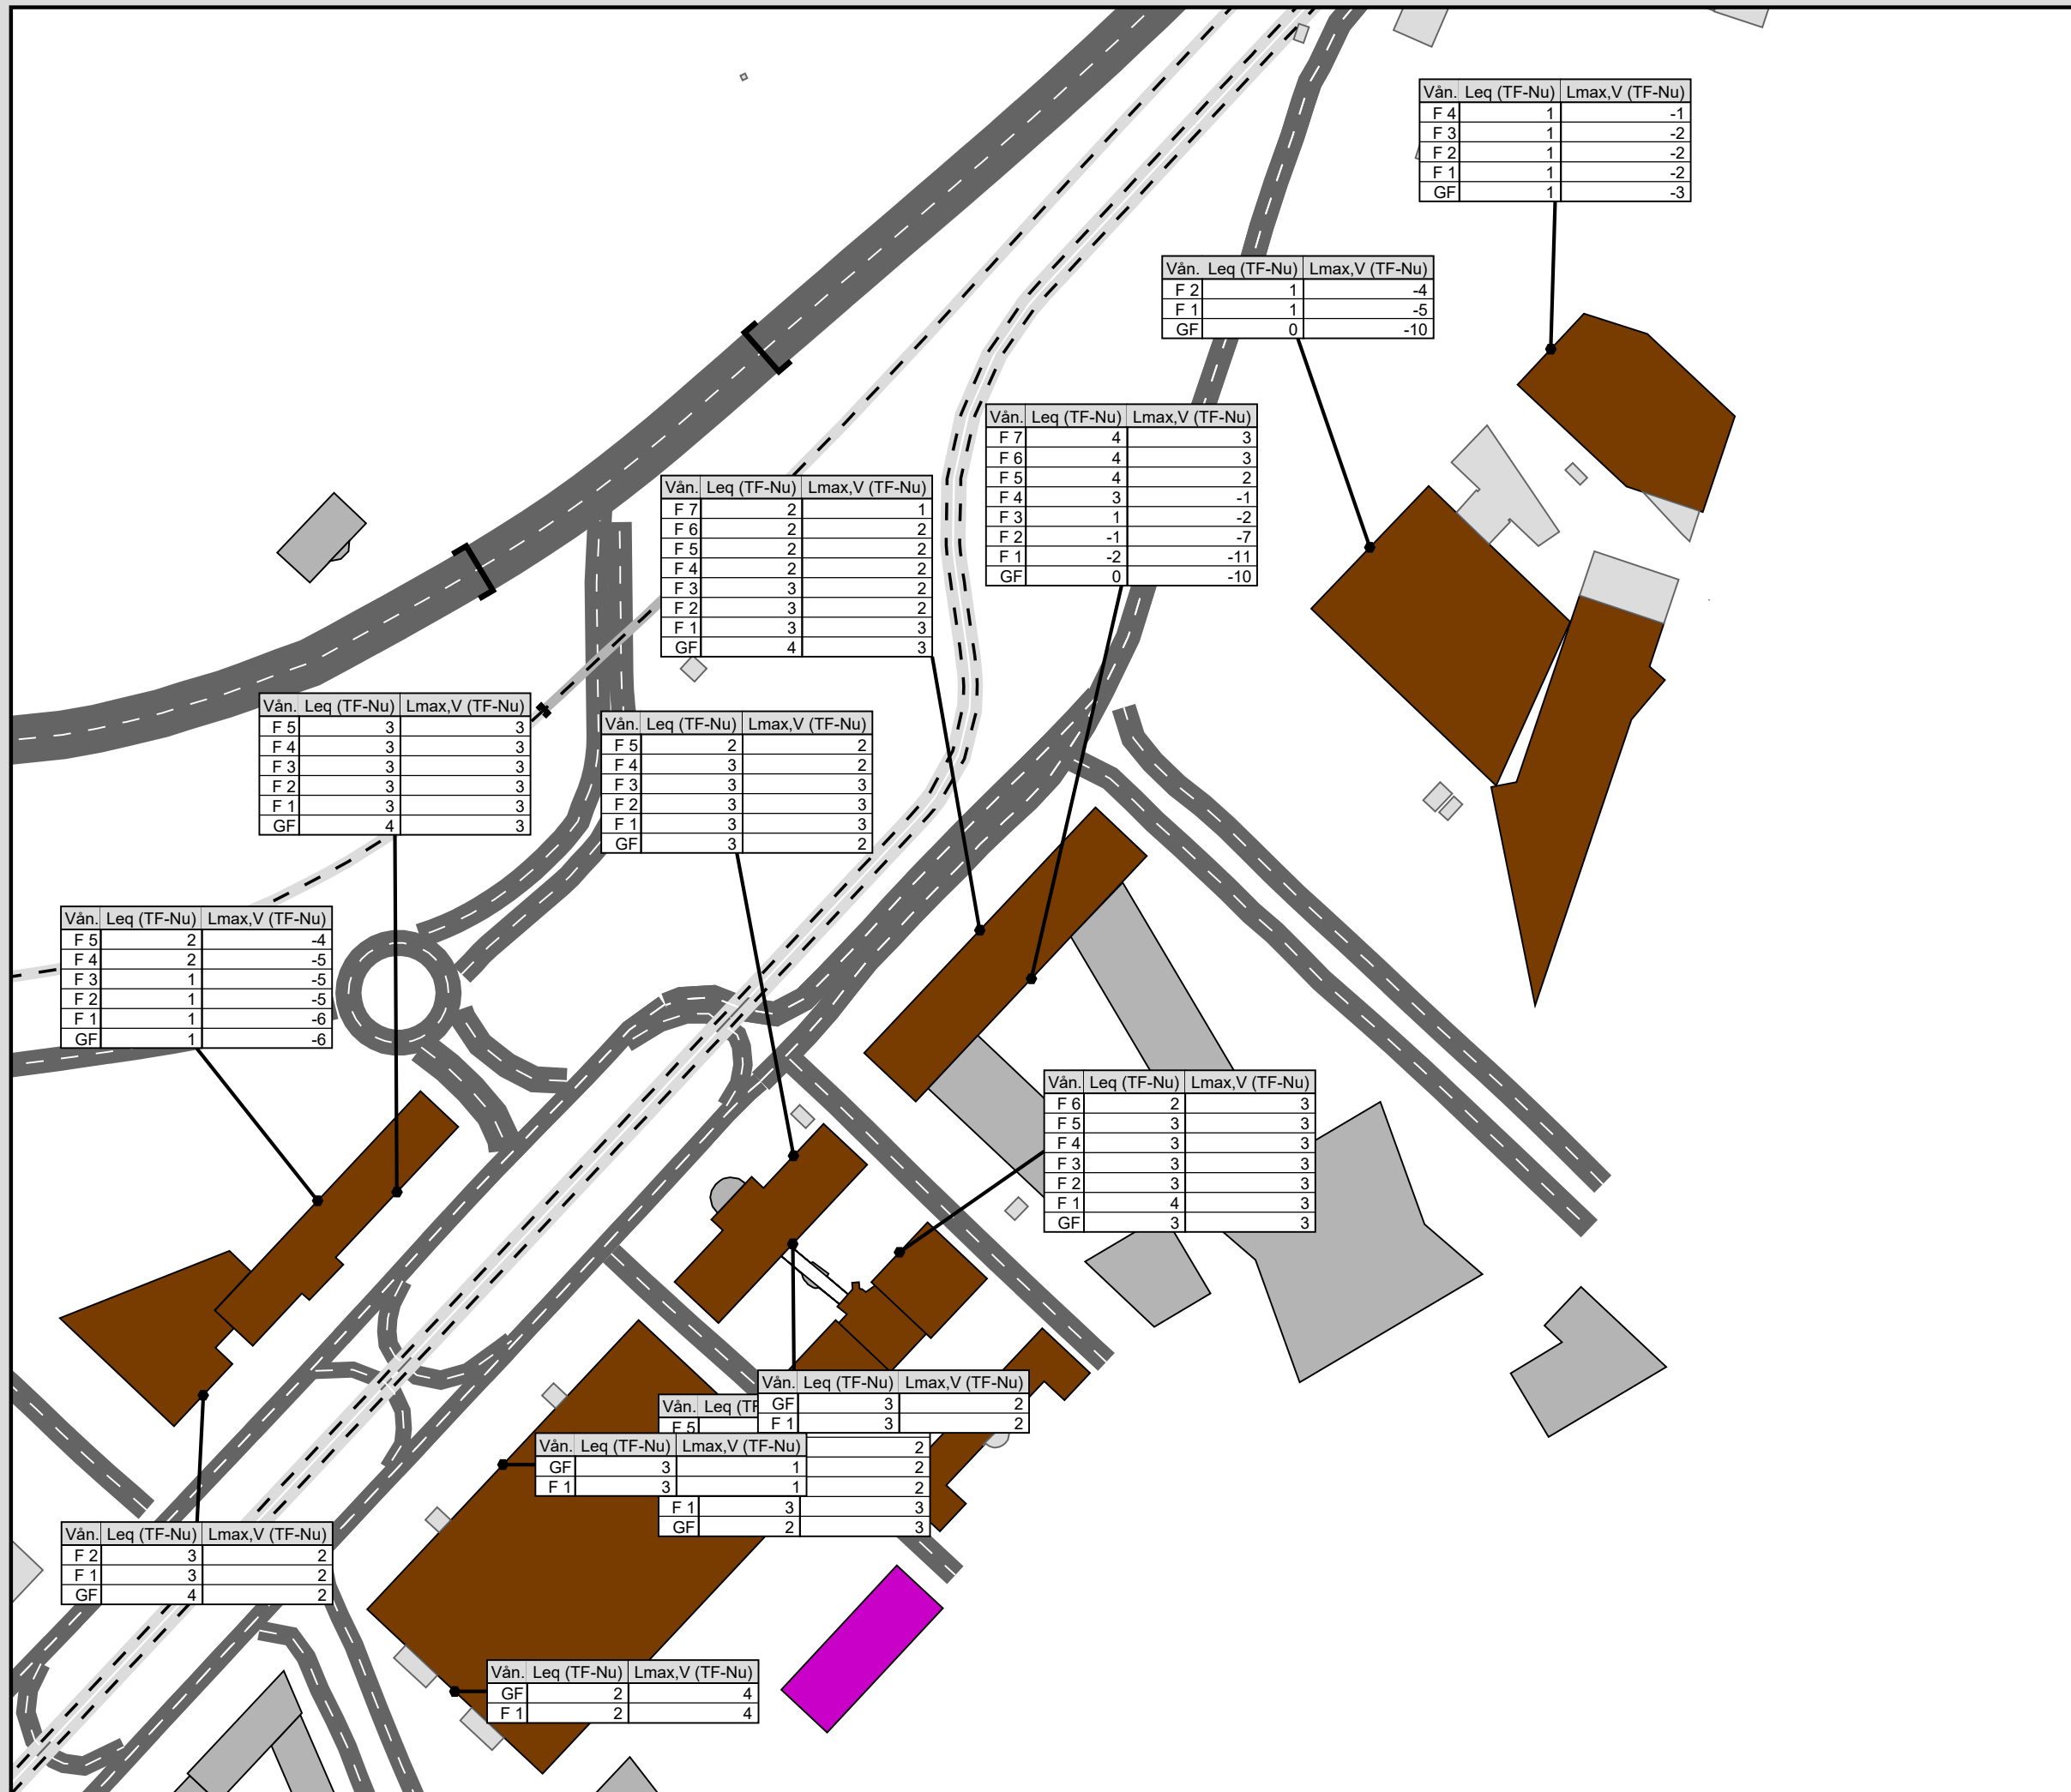 Vån. Leq (TF-Nu) Lmax,V (TF-Nu)
F 4 1 -1
F 3 1 -2
F 2 1 -2
F 1 1 -2
GF 1 -3
Vån. Leq (TF-Nu) Lmax,V (TF-Nu)
F 2 1 -4
F 1 1 -5
GF 0 -10
Vån. Leq (TF-Nu) Lmax,V (TF-Nu)
F 7 4 3
F 6 4 3
F 5 4 2
F 4 3 -1
F 3 1 -2
F 2 -1 -7
F 1 -2 -11
GF 0 -10
Vån. Leq (TF-Nu) Lmax,V (TF-Nu)
F 7 2 1
F 6 2 2
F 5 2 2
F 4 2 2
F 3 3 2
F 2 3 2
F 1 3 3
GF 4 3
Vån. Leq (TF-Nu) Lmax,V (TF-Nu)
F 5 3 3
F 4 3 3
F 3 3 3
F 2 3 3
F 1 3 3
GF 4 3
Vån. Leq (TF-Nu) Lmax,V (TF-Nu)
F 5 2 2
F 4 3 2
F 3 3 3
F 2 3 3
F 1 3 3
GF 3 2
Vån. Leq (TF-Nu) Lmax,V (TF-Nu)
F 5 2 -4
F 4 2 -5
F 3 1 -5
F 2 1 -5
F 1 1 -6
GF 1 -6
Vån. Leq (TF-Nu) Lmax,V (TF-Nu)
F 6 2 3
F 5 3 3
F 4 3 3
F 3 3 3
F 2 3 3
F 1 4 3
GF 3 3
Vån. Leq (TF-Nu) Lmax,V (TF-Nu)
GF 3 2
F 1 3 2
Vån. Leq
F 5
2
2
2
F 1 3 3
GF 2 3
Vån. Leq (TF-Nu) Lmax,V (TF-Nu)
GF 3 1
F 1 3 1
Vån. Leq (TF-Nu) Lmax,V (TF-Nu)
F 2 3 2
F 1 3 2
GF 4 2
Vån. Leq (TF-Nu) Lmax,V (TF-Nu)
GF 2 4
F 1 2 4